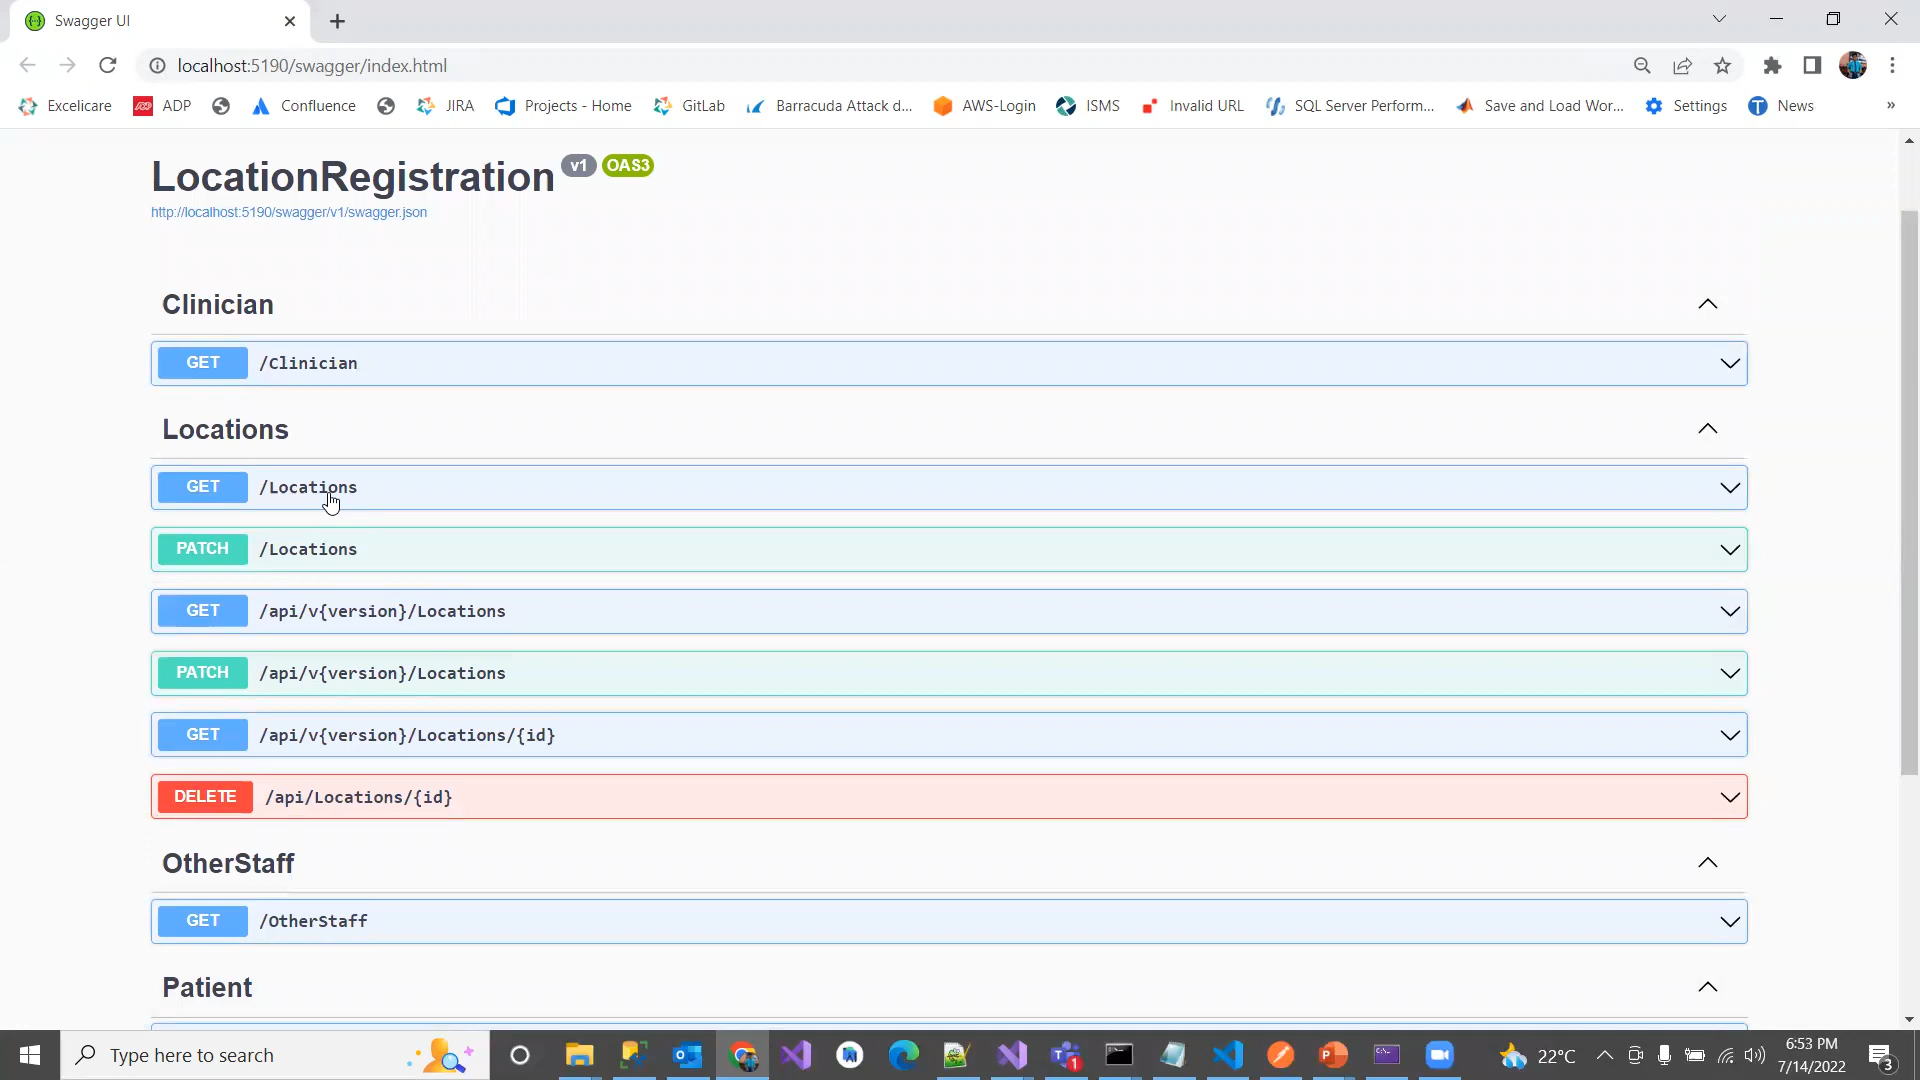 Swagger UI
localhost:5190/swagger/index.html
Excelicare ADP Confluence JIRA Projects - Home GitLab Barracuda Attack d... AWS-Login ISMS Invalid URL SQL Server Perform... Save and Load Wor... Settings News »
LocationRegistration v1 OAS3
http://localhost:5190/swagger/v1/swagger.json
Clinician
GET /Clinician
Locations
GET /Locations
PATCH /Locations
GET /api/v{version}/Locations
PATCH /api/v{version}/Locations
GET /api/v{version}/Locations/{id}
DELETE /api/Locations/{id}
OtherStaff
GET /OtherStaff
Patient
Type here to search
22°C
6:53 PM
7/14/2022
1
3